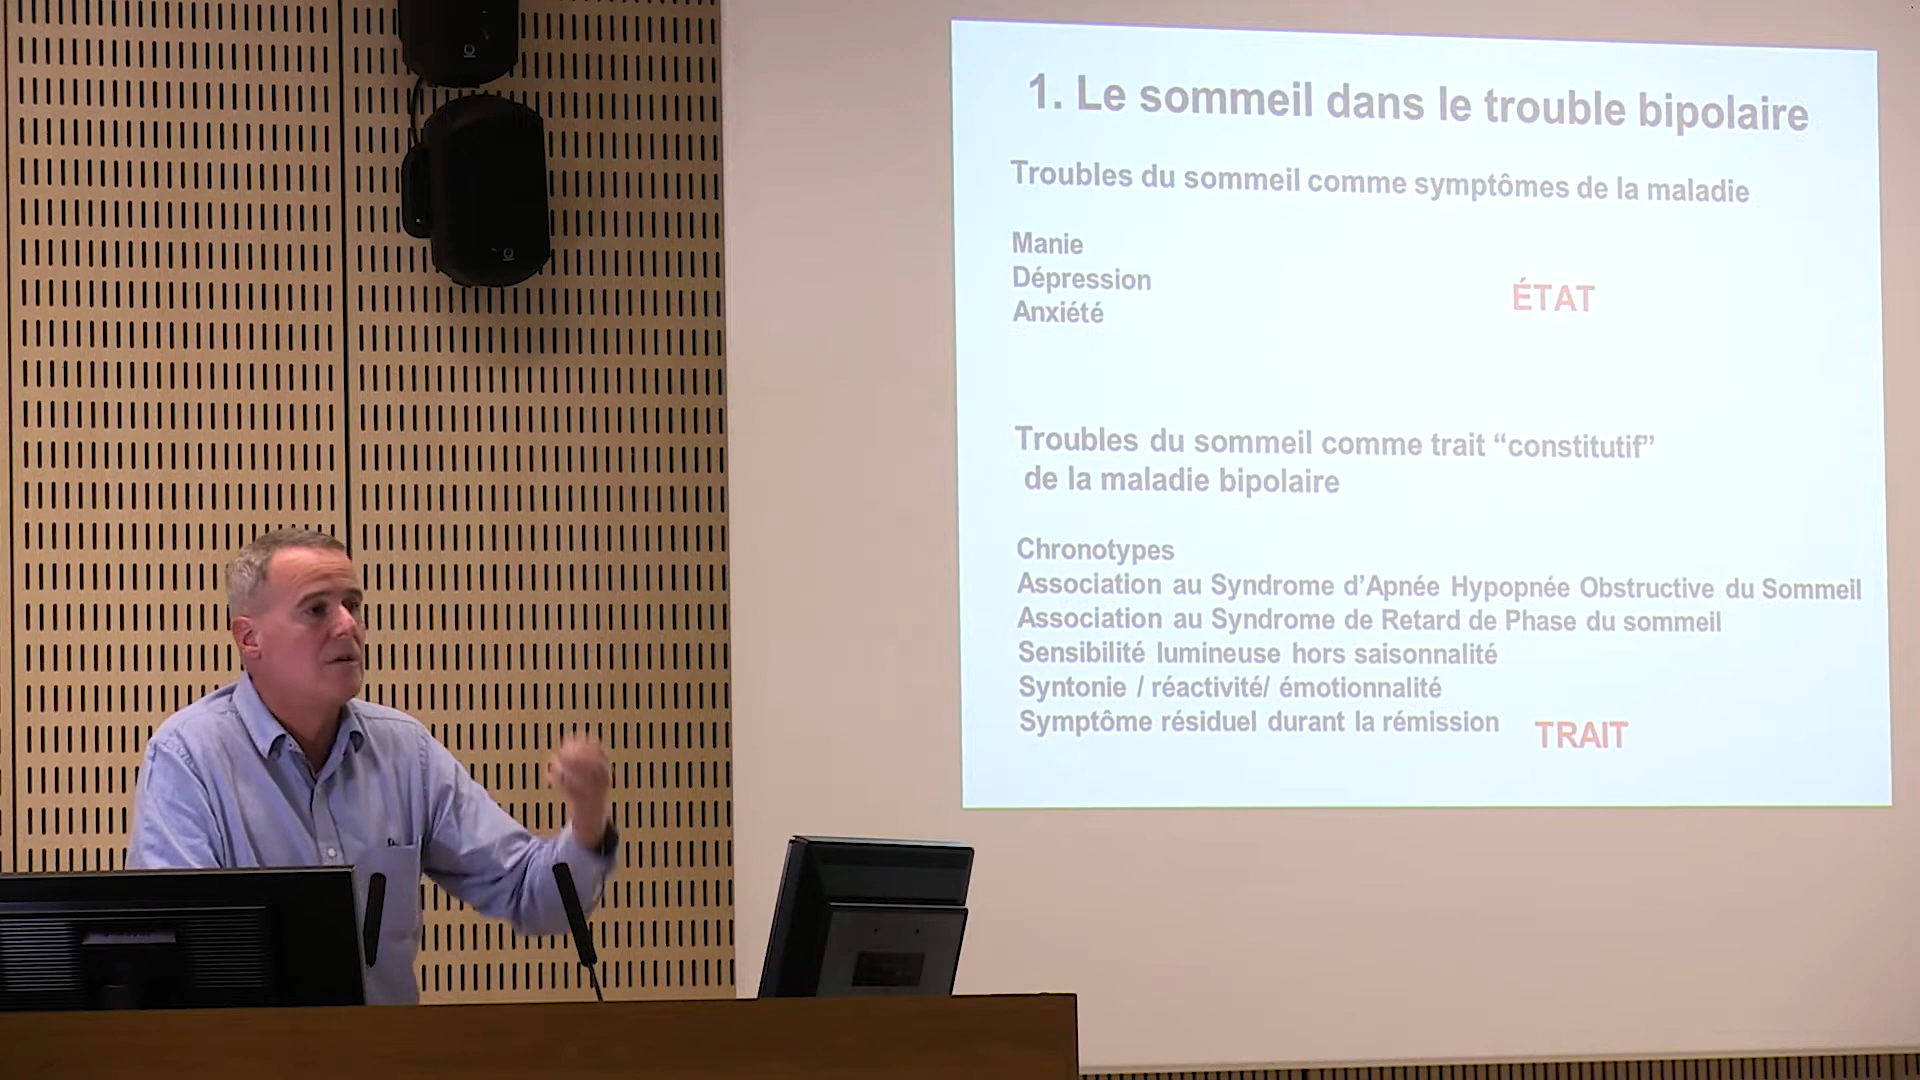 1. Le sommeil dans le trouble bipolaire
Troubles du sommeil comme symptômes de la maladie
Manie
Dépression
Anxiété
ÉTAT
Troubles du sommeil comme trait “constitutif”
de la maladie bipolaire
Chronotypes
Association au Syndrome d’Apnée Hypopnée Obstructive du Sommeil
Association au Syndrome de Retard de Phase du sommeil
Sensibilité lumineuse hors saisonnalité
Syntonie / réactivité/ émotionnalité
Symptôme résiduel durant la rémission
TRAIT